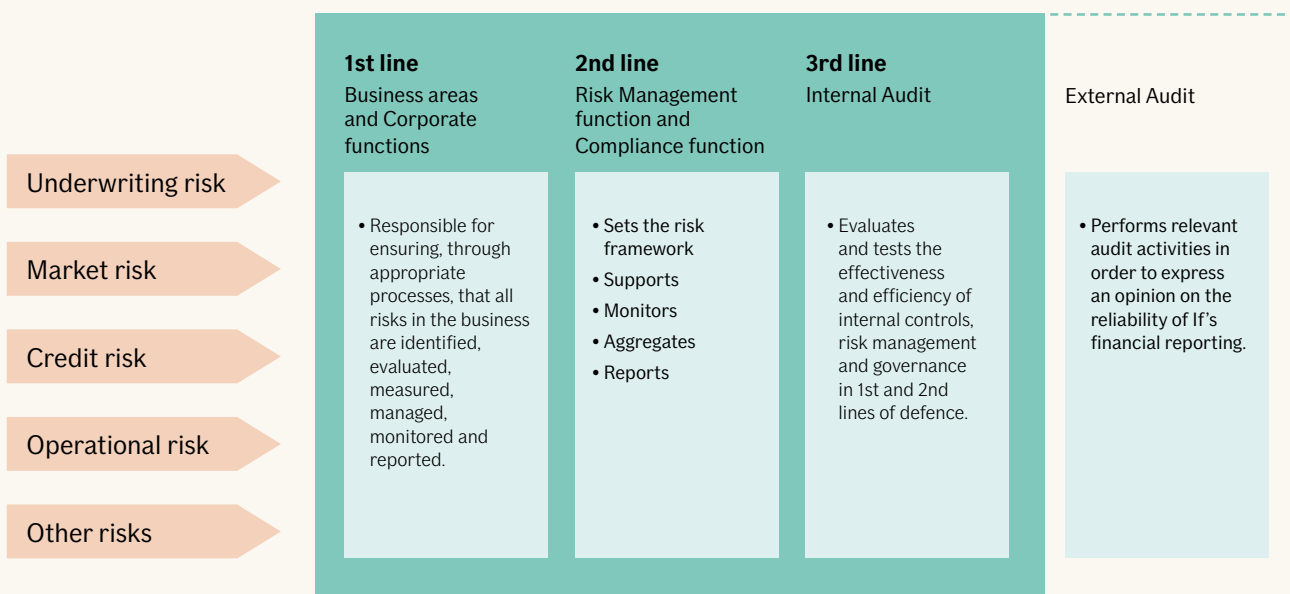 Underwriting risk
Market risk
Credit risk
Operational risk
Other risks
1st line
Business areas
and Corporate
functions
• Responsible for
ensuring, through
appropriate
processes, that all
risks in the business
are identified,
evaluated,
measured,
managed,
monitored and
reported.
2nd line
Risk Management
function and
Compliance function
• Sets the risk
framework
• Supports
• Monitors
• Aggregates
• Reports
3rd line
Internal Audit
• Evaluates
and tests the
effectiveness
and efficiency of
internal controls,
risk management
and governance
in 1st and 2nd
lines of defence.
External Audit
• Performs relevant
audit activities in
order to express
an opinion on the
reliability of If’s
financial reporting.